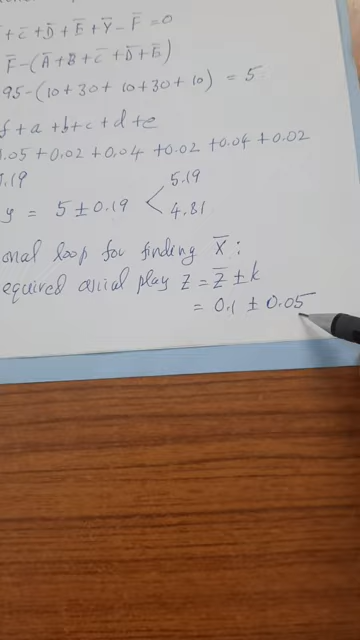 + C̄ + D̄ + Ē + Ȳ − F̄ = 0
F̄ − (Ā + B̄ + C̄ + D̄ + Ē)
95 − (10 + 30 + 10 + 30 + 10) = 5
f + a + b + c + d + e
0.05 + 0.02 + 0.04 + 0.02 + 0.04 + 0.02
0.19
y = 5 ± 0.19 < 5.19
4.81
onal loop for finding X̄ :
equired axial play Z = Z̄ ± k
= 0.1 ± 0.05